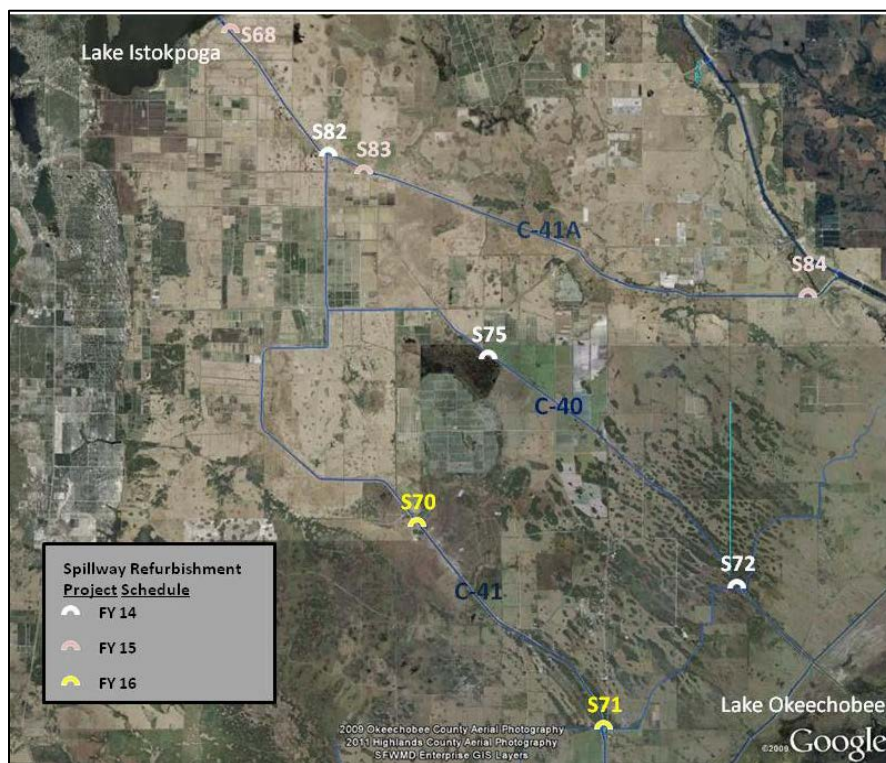 Lake Istokpoga
S68
S82
S83
C-41A
S84
S75
C-40
S70
S72
C-41
S71
Lake Okeechobee
Spillway Refurbishment
Project Schedule
FY 14
FY 15
FY 16
2009 Okeechobee County Aerial Photography
2011 Highlands County Aerial Photography
SFWMD Enterprise GIS Layers
©2009 Google